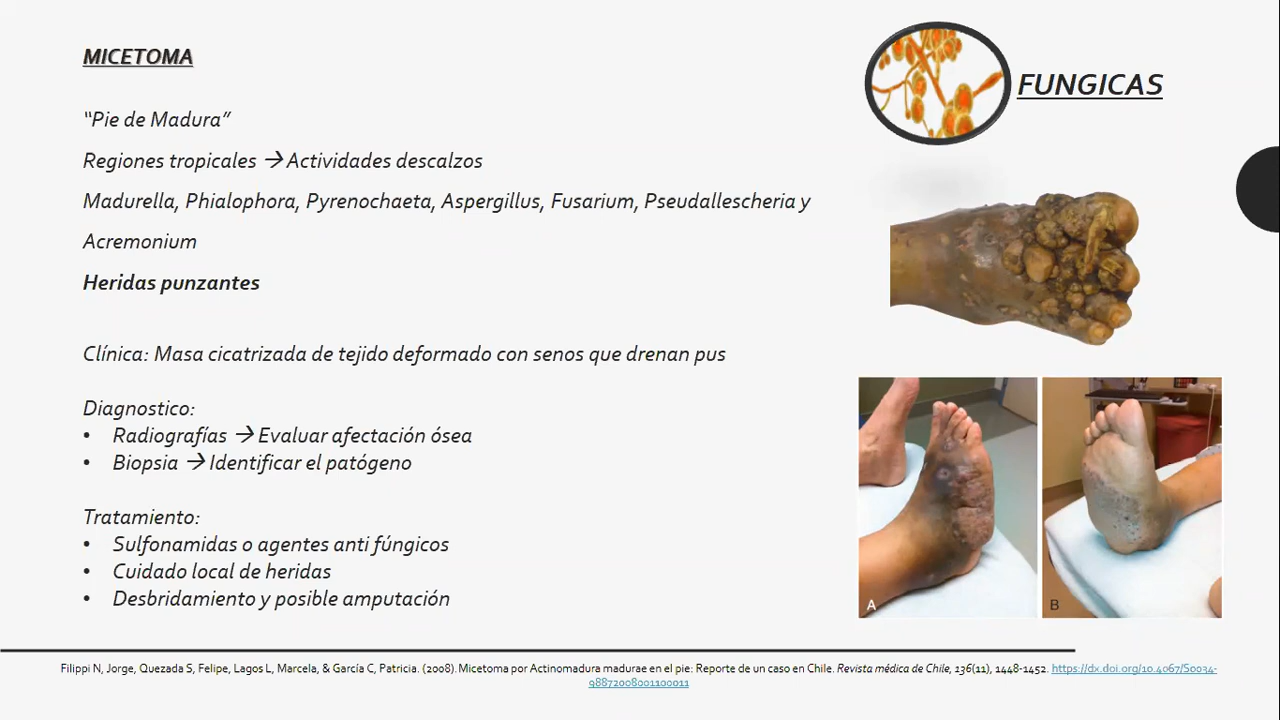 MICETOMA
FUNGICAS
“Pie de Madura”
Regiones tropicales → Actividades descalzos
Madurella, Phialophora, Pyrenochaeta, Aspergillus, Fusarium, Pseudallescheria y
Acremonium
Heridas punzantes
Clínica: Masa cicatrizada de tejido deformado con senos que drenan pus
Diagnostico:
• Radiografías → Evaluar afectación ósea
• Biopsia → Identificar el patógeno
Tratamiento:
• Sulfonamidas o agentes anti fúngicos
• Cuidado local de heridas
• Desbridamiento y posible amputación
A
B
Filippi N, Jorge, Quezada S, Felipe, Lagos L, Marcela, & García C, Patricia. (2008). Micetoma por Actinomadura madurae en el pie: Reporte de un caso en Chile. Revista médica de Chile, 136(11), 1448-1452. https://dx.doi.org/10.4067/S0034-
98872008001100011